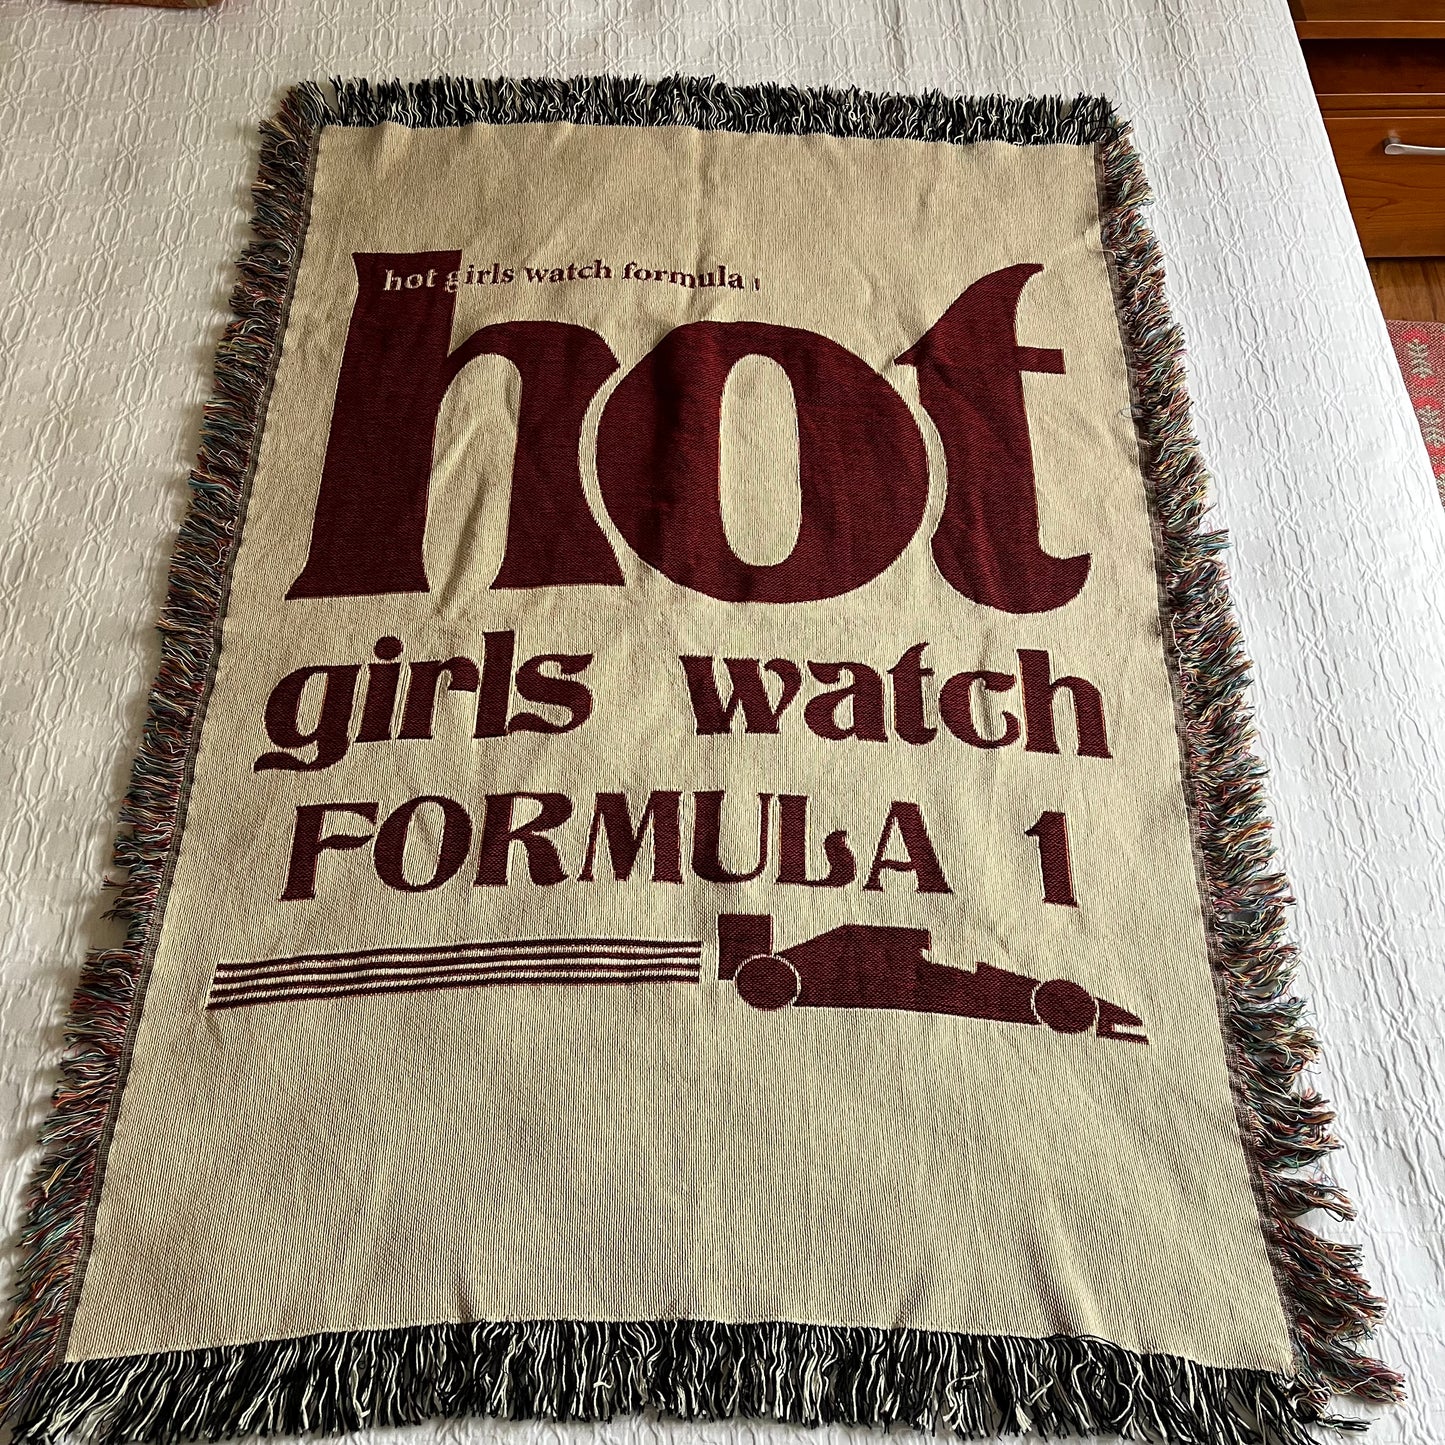 hot girls watch formula 1
hot
girls watch
FORMULA 1